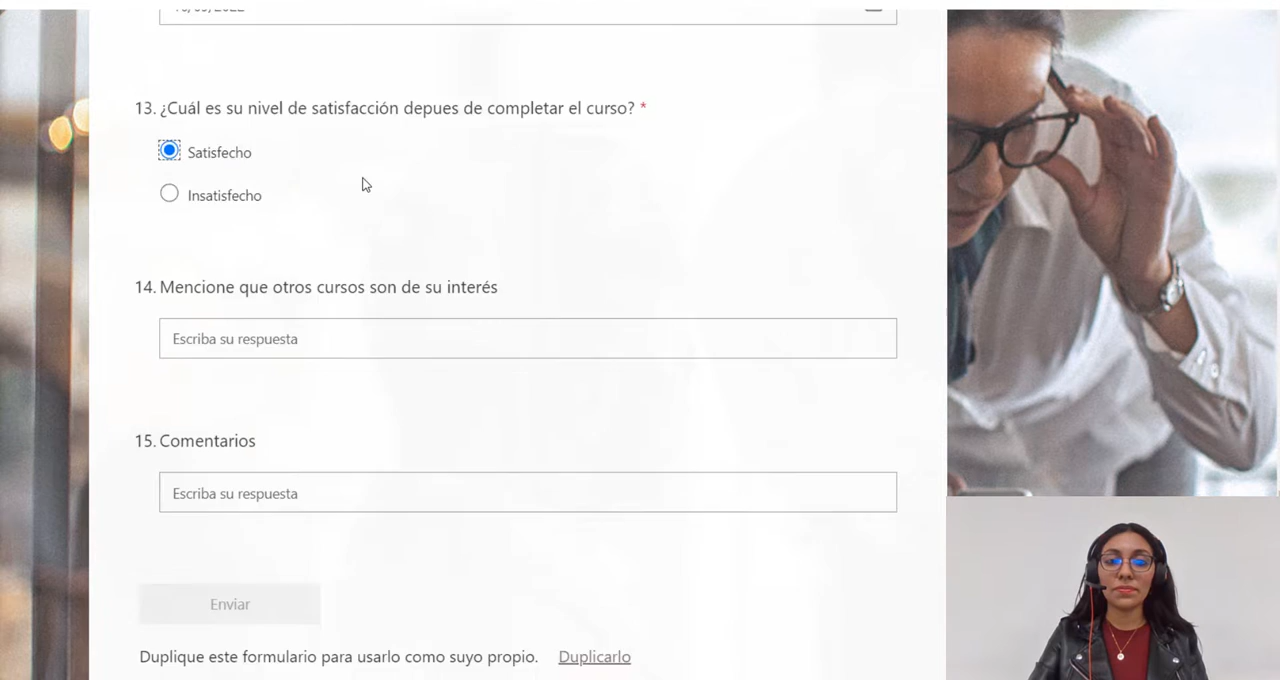 13. ¿Cuál es su nivel de satisfacción depues de completar el curso? *
Satisfecho
Insatisfecho
14. Mencione que otros cursos son de su interés
Escriba su respuesta
15. Comentarios
Escriba su respuesta
Enviar
Duplique este formulario para usarlo como suyo propio. Duplicarlo